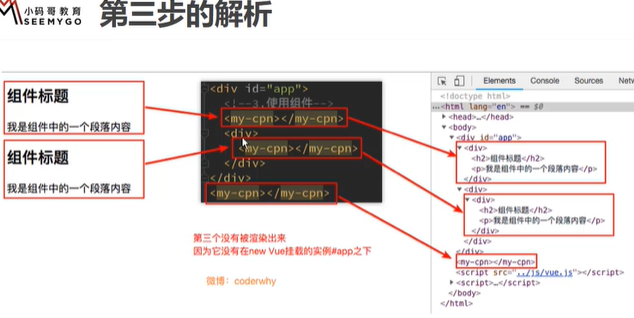 小码哥教育
SEEMYGO
第三步的解析
组件标题
我是组件中的一个段落内容
组件标题
我是组件中的一个段落内容
<div id="app">
<!--3.使用组件-->
<my-cpn></my-cpn>
<div>
<my-cpn></my-cpn>
</div>
</div>
<my-cpn></my-cpn>
第三个没有被渲染出来
因为它没有在new Vue挂载的实例#app之下
微博：coderwhy
Elements Console Sources Netw
<!doctype html>
<html lang="en"> == $0
<head>…</head>
<body>
<div id="app">
<div>
<h2>组件标题</h2>
<p>我是组件中的一个段落内容</p>
</div>
<div>
<div>
<h2>组件标题</h2>
<p>我是组件中的一个段落内容</p>
</div>
</div>
</div>
<my-cpn></my-cpn>
<script src="../js/vue.js"></script>
<script>…</script>
</body>
</html>